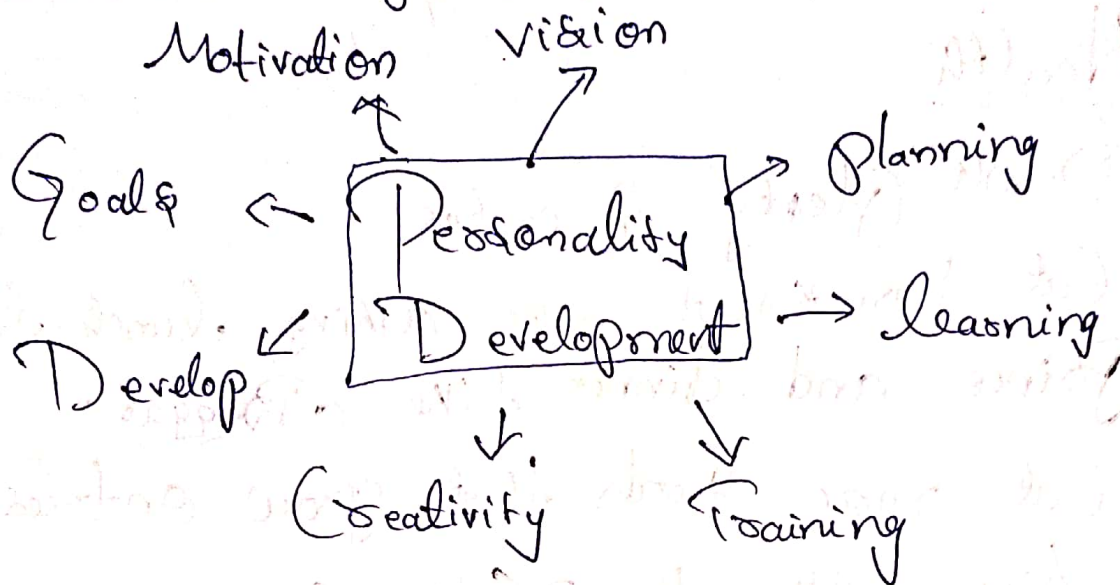 Motivation
Vision
Goals
Planning
Personality
Development
learning
Develop
Creativity
Training